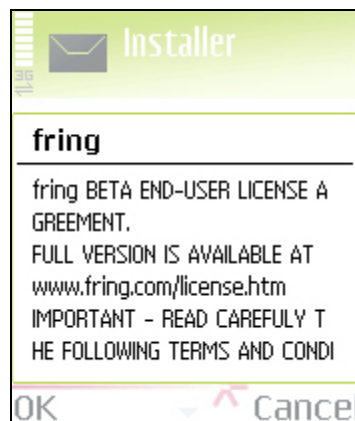 Installer
3G
fring
fring BETA END-USER LICENSE A
GREEMENT.
FULL VERSION IS AVAILABLE AT
www.fring.com/license.htm
IMPORTANT - READ CAREFULY T
HE FOLLOWING TERMS AND CONDI
OK Cancel